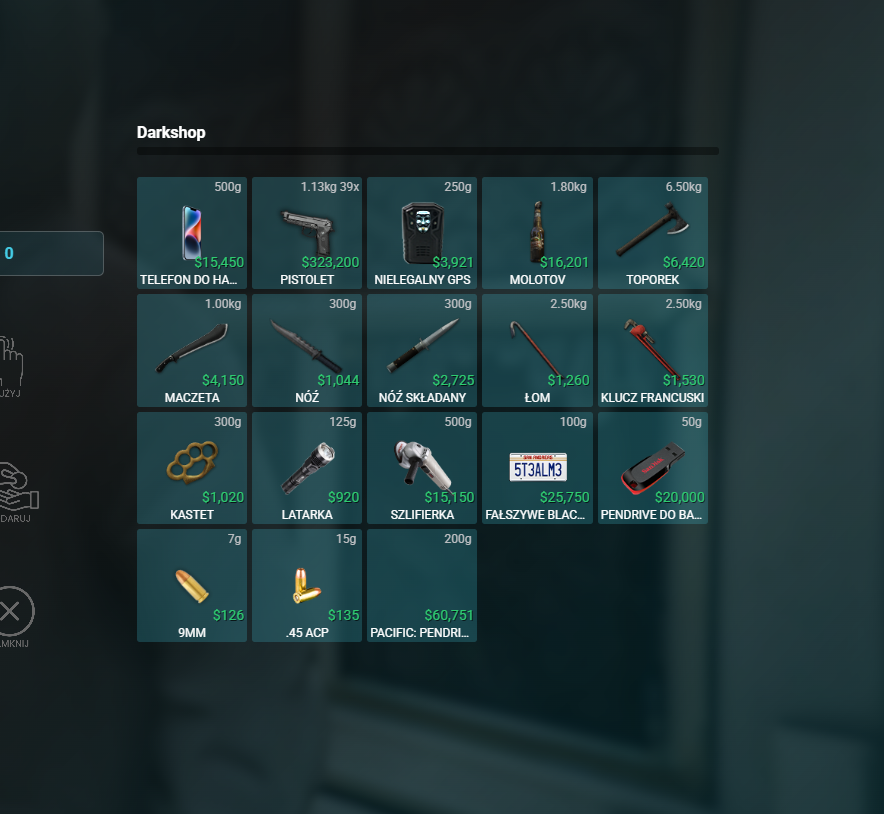 Darkshop
500g
$15,450
TELEFON DO HA...
1.13kg 39x
$323,200
PISTOLET
250g
$3,921
NIELEGALNY GPS
1.80kg
$16,201
MOLOTOV
6.50kg
$6,420
TOPOREK
0
1.00kg
$4,150
MACZETA
300g
$1,044
NÓŻ
300g
$2,725
NÓŻ SKŁADANY
2.50kg
$1,260
ŁOM
2.50kg
$1,530
KLUCZ FRANCUSKI
UŻYJ
300g
$1,020
KASTET
125g
$920
LATARKA
500g
$15,150
SZLIFIERKA
100g
5T3ALM3
$25,750
FAŁSZYWE BLAC...
50g
$20,000
PENDRIVE DO BA...
DARUJ
7g
$126
9MM
15g
$135
.45 ACP
200g
$60,751
PACIFIC: PENDRI...
MKNIJ